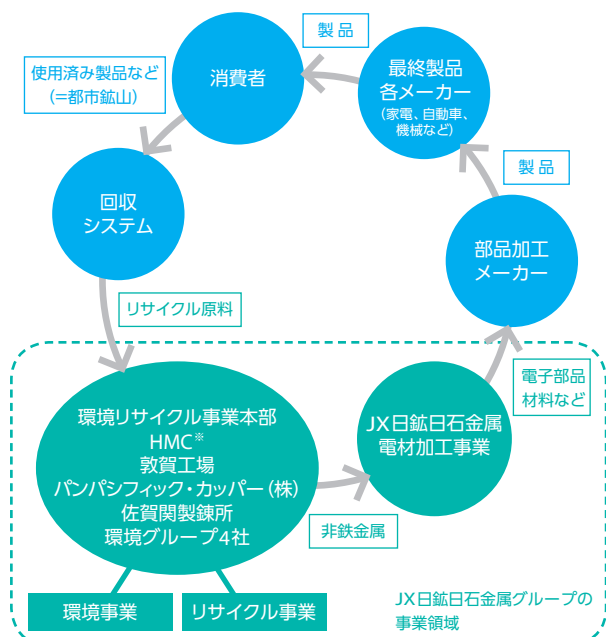 製 品
使用済み製品など
(=都市鉱山)
消費者
最終製品
各メーカー
(家電、自動車、
機械など)
製 品
回収
システム
部品加工
メーカー
リサイクル原料
電子部品
材料など
環境リサイクル事業本部
HMC※
敦賀工場
パンパシフィック・カッパー(株)
佐賀関製錬所
環境グループ4社
JX日鉱日石金属
電材加工事業
非鉄金属
環境事業
リサイクル事業
JX日鉱日石金属グループの
事業領域